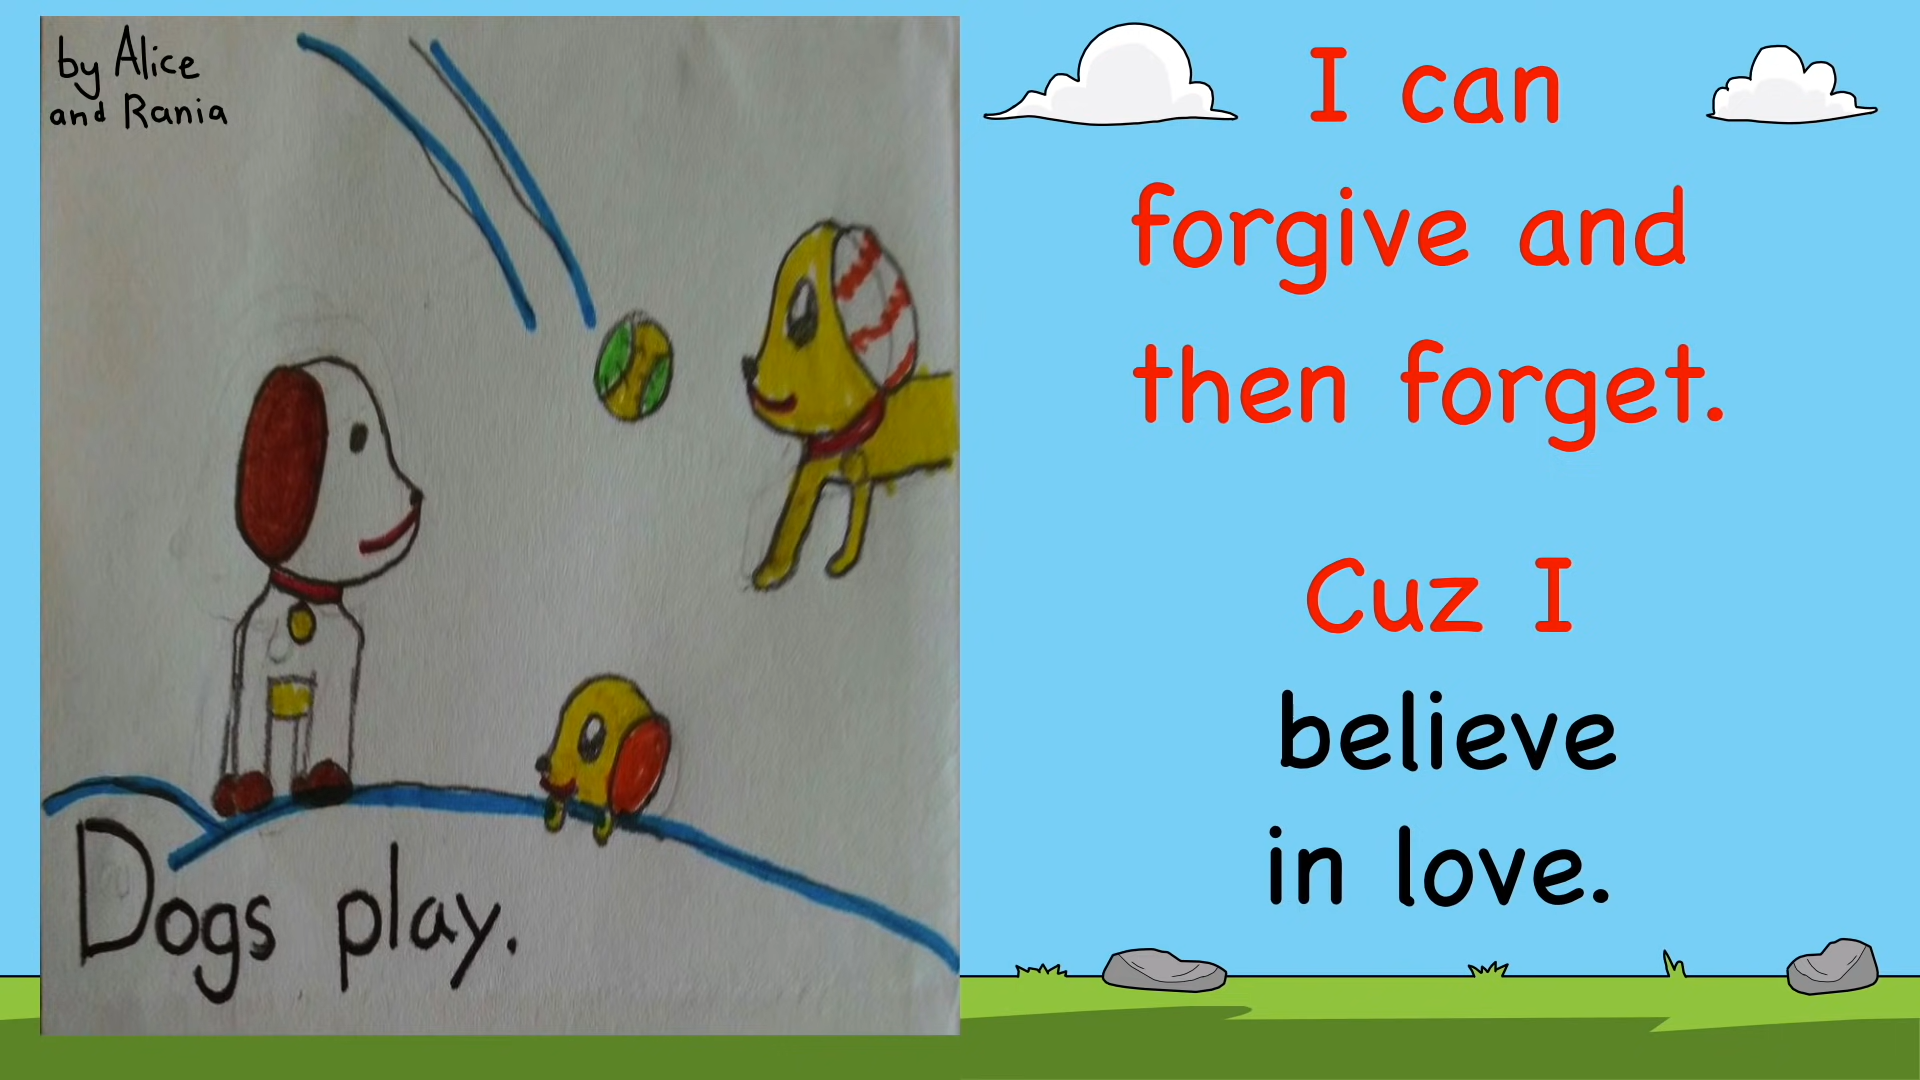 by Alice
and Rania
Dogs play.
I can
forgive and
then forget.
Cuz I
believe
in love.